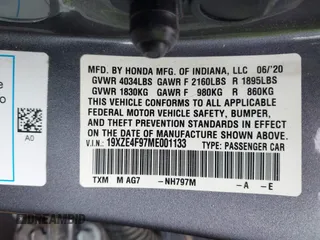 MFD. BY HONDA MFG. OF INDIANA, LLC 06/'20
GVWR 4034LBS GAWR F 2160LBS R 1895LBS
GVWR 1830KG GAWR F 980KG R 860KG
THIS VEHICLE CONFORMS TO ALL APPLICABLE
FEDERAL MOTOR VEHICLE SAFETY, BUMPER,
AND THEFT PREVENTION STANDARDS IN EFFECT
ON THE DATE OF MANUFACTURE SHOWN ABOVE.
V.I.N.: 19XZE4F97ME001133 TYPE: PASSENGER CAR
TXM M AG7 -NH797M -A -E
o
A0